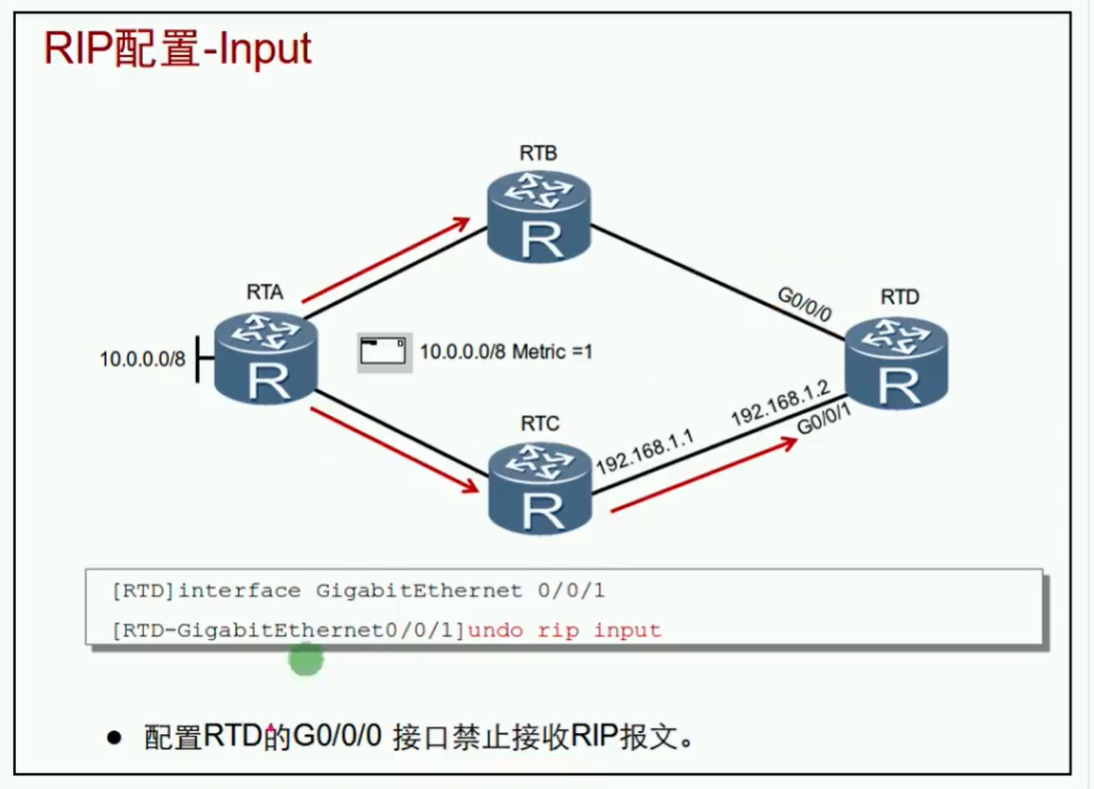 RIP配置-Input
RTB
RTA
G0/0/0
RTD
10.0.0.0/8
10.0.0.0/8 Metric =1
RTC
192.168.1.1
192.168.1.2
G0/0/1
R
R
R
R
[RTD]interface GigabitEthernet 0/0/1
[RTD-GigabitEthernet0/0/1]undo rip input
● 配置RTD的G0/0/0 接口禁止接收RIP报文。